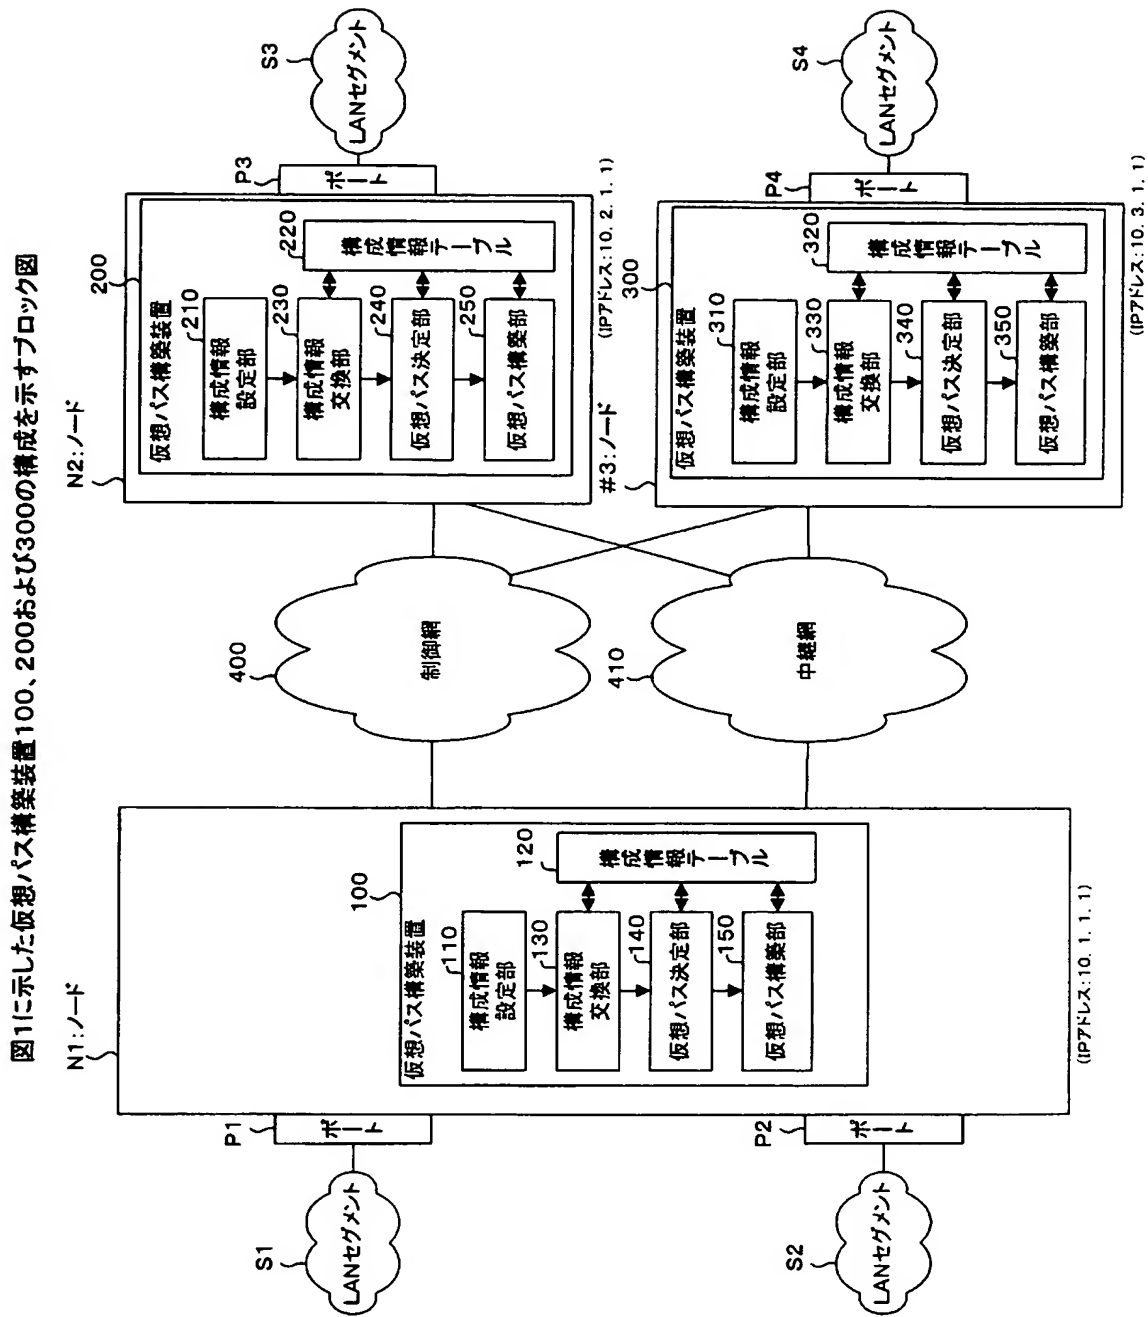 図1に示した仮想パス構築装置100、200および300の構成を示すブロック図
N1:ノード
P1
ポート
S1
LANセグメント
P2
ポート
S2
LANセグメント
100
仮想パス構築装置
110
構成情報
設定部
130
構成情報
交換部
140
仮想パス決定部
150
仮想パス構築部
120
構成情報テーブル
(IPアドレス:10. 1. 1. 1)
400
制御網
410
中継網
N2:ノード
200
仮想パス構築装置
210
構成情報
設定部
230
構成情報
交換部
240
仮想パス決定部
250
仮想パス構築部
220
構成情報テーブル
(IPアドレス:10. 2. 1. 1)
P3
ポート
S3
LANセグメント
#3:ノード
300
仮想パス構築装置
310
構成情報
設定部
330
構成情報
交換部
340
仮想パス決定部
350
仮想パス構築部
320
構成情報テーブル
(IPアドレス:10. 3. 1. 1)
P4
ポート
S4
LANセグメント